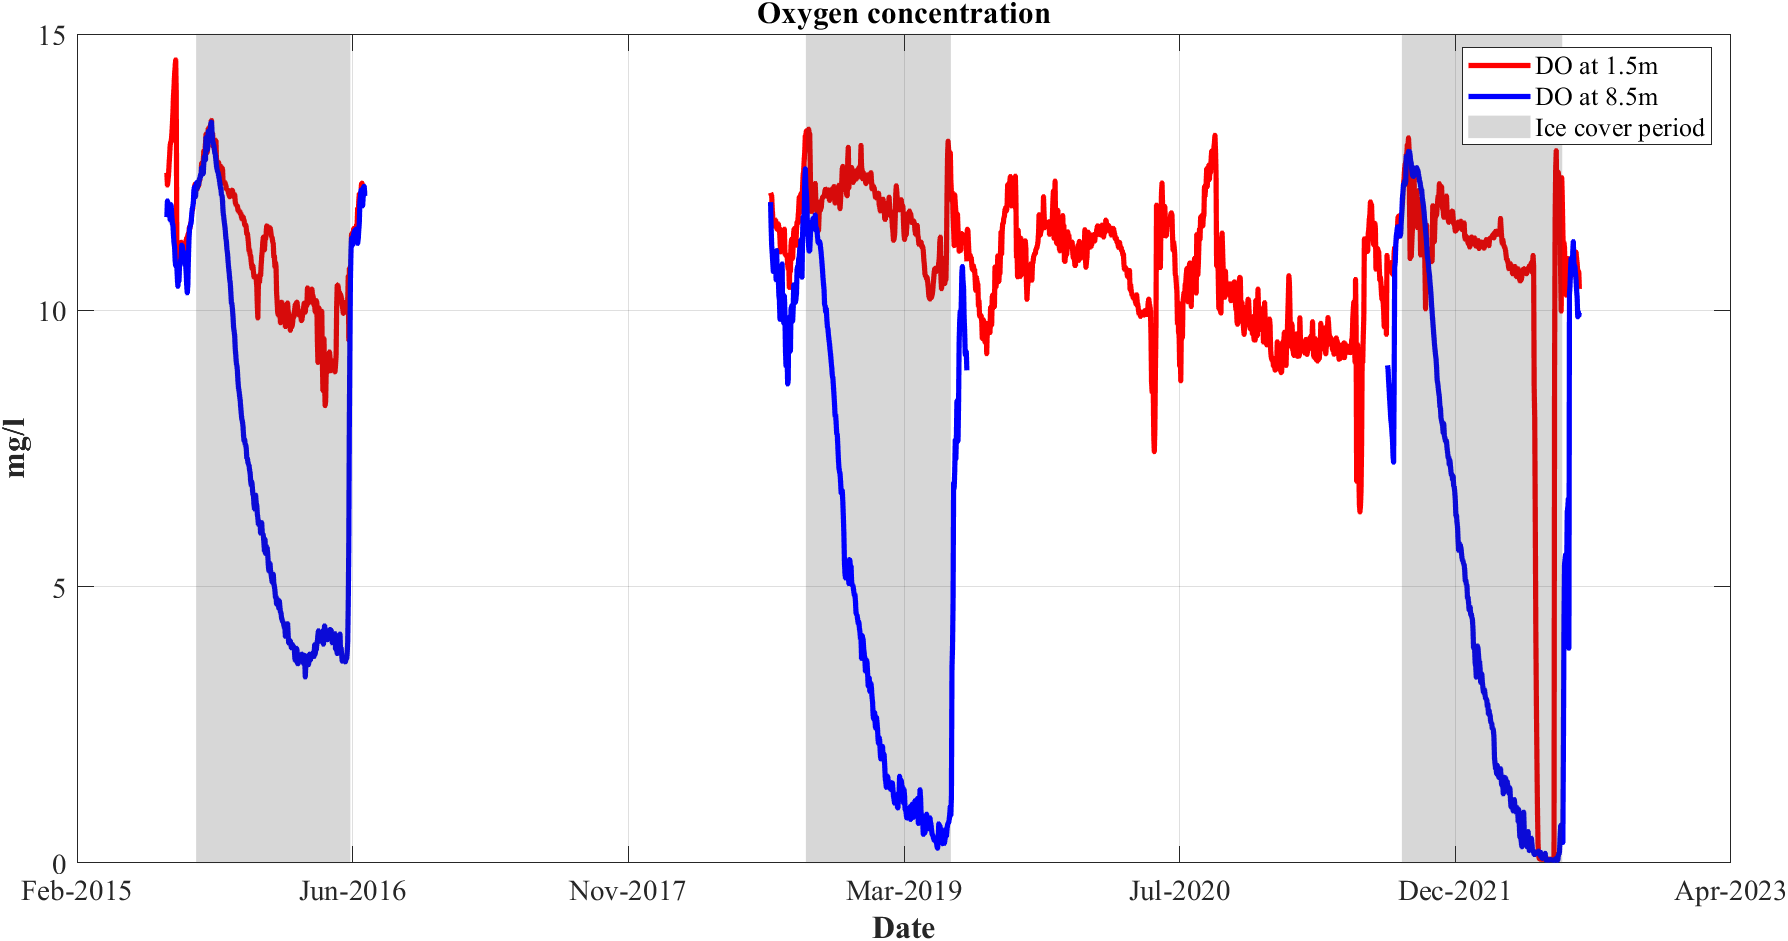 Oxygen concentration
15
10
5
0
mg/l
DO at 1.5m
DO at 8.5m
Ice cover period
Feb-2015 Jun-2016 Nov-2017 Mar-2019 Jul-2020 Dec-2021 Apr-2023
Date